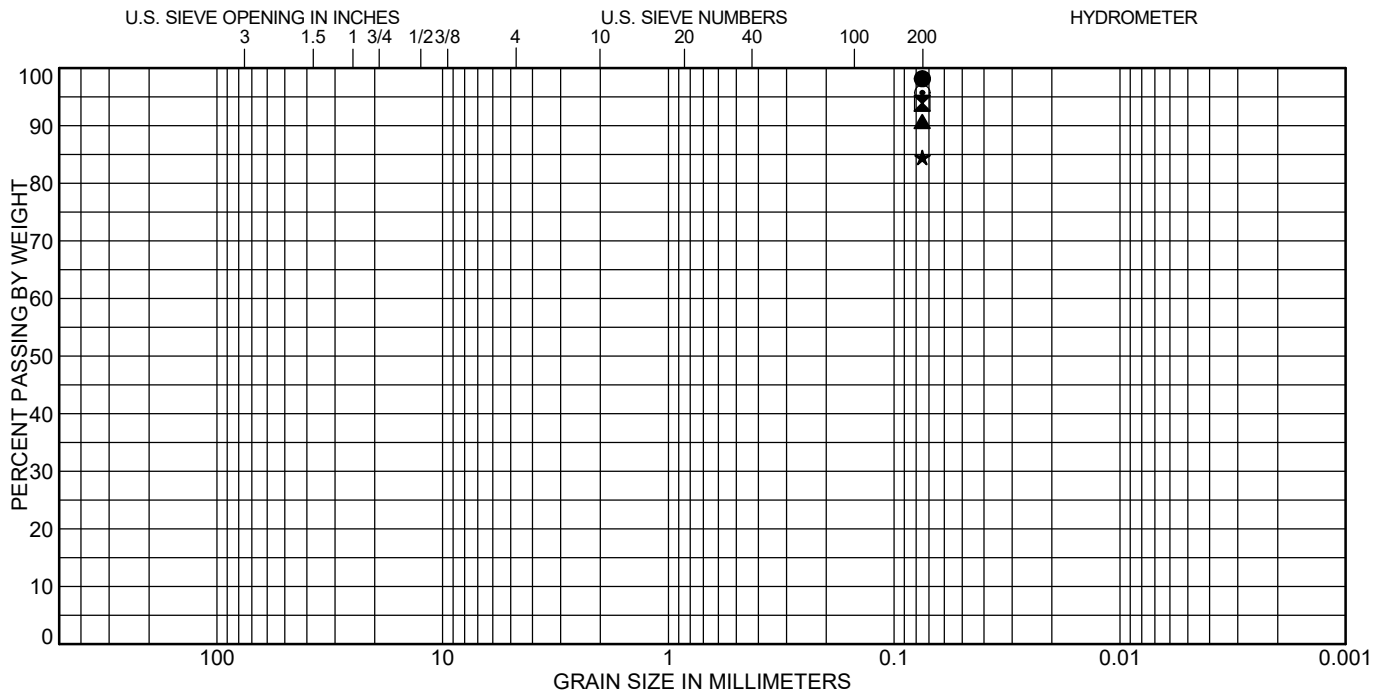 U.S. SIEVE OPENING IN INCHES U.S. SIEVE NUMBERS HYDROMETER
3 1.5 1 3/4 1/2 3/8 4 10 20 40 100 200
100
90
80
70
60
50
40
30
20
10
0
PERCENT PASSING BY WEIGHT
100 10 1 0.1 0.01 0.001
GRAIN SIZE IN MILLIMETERS